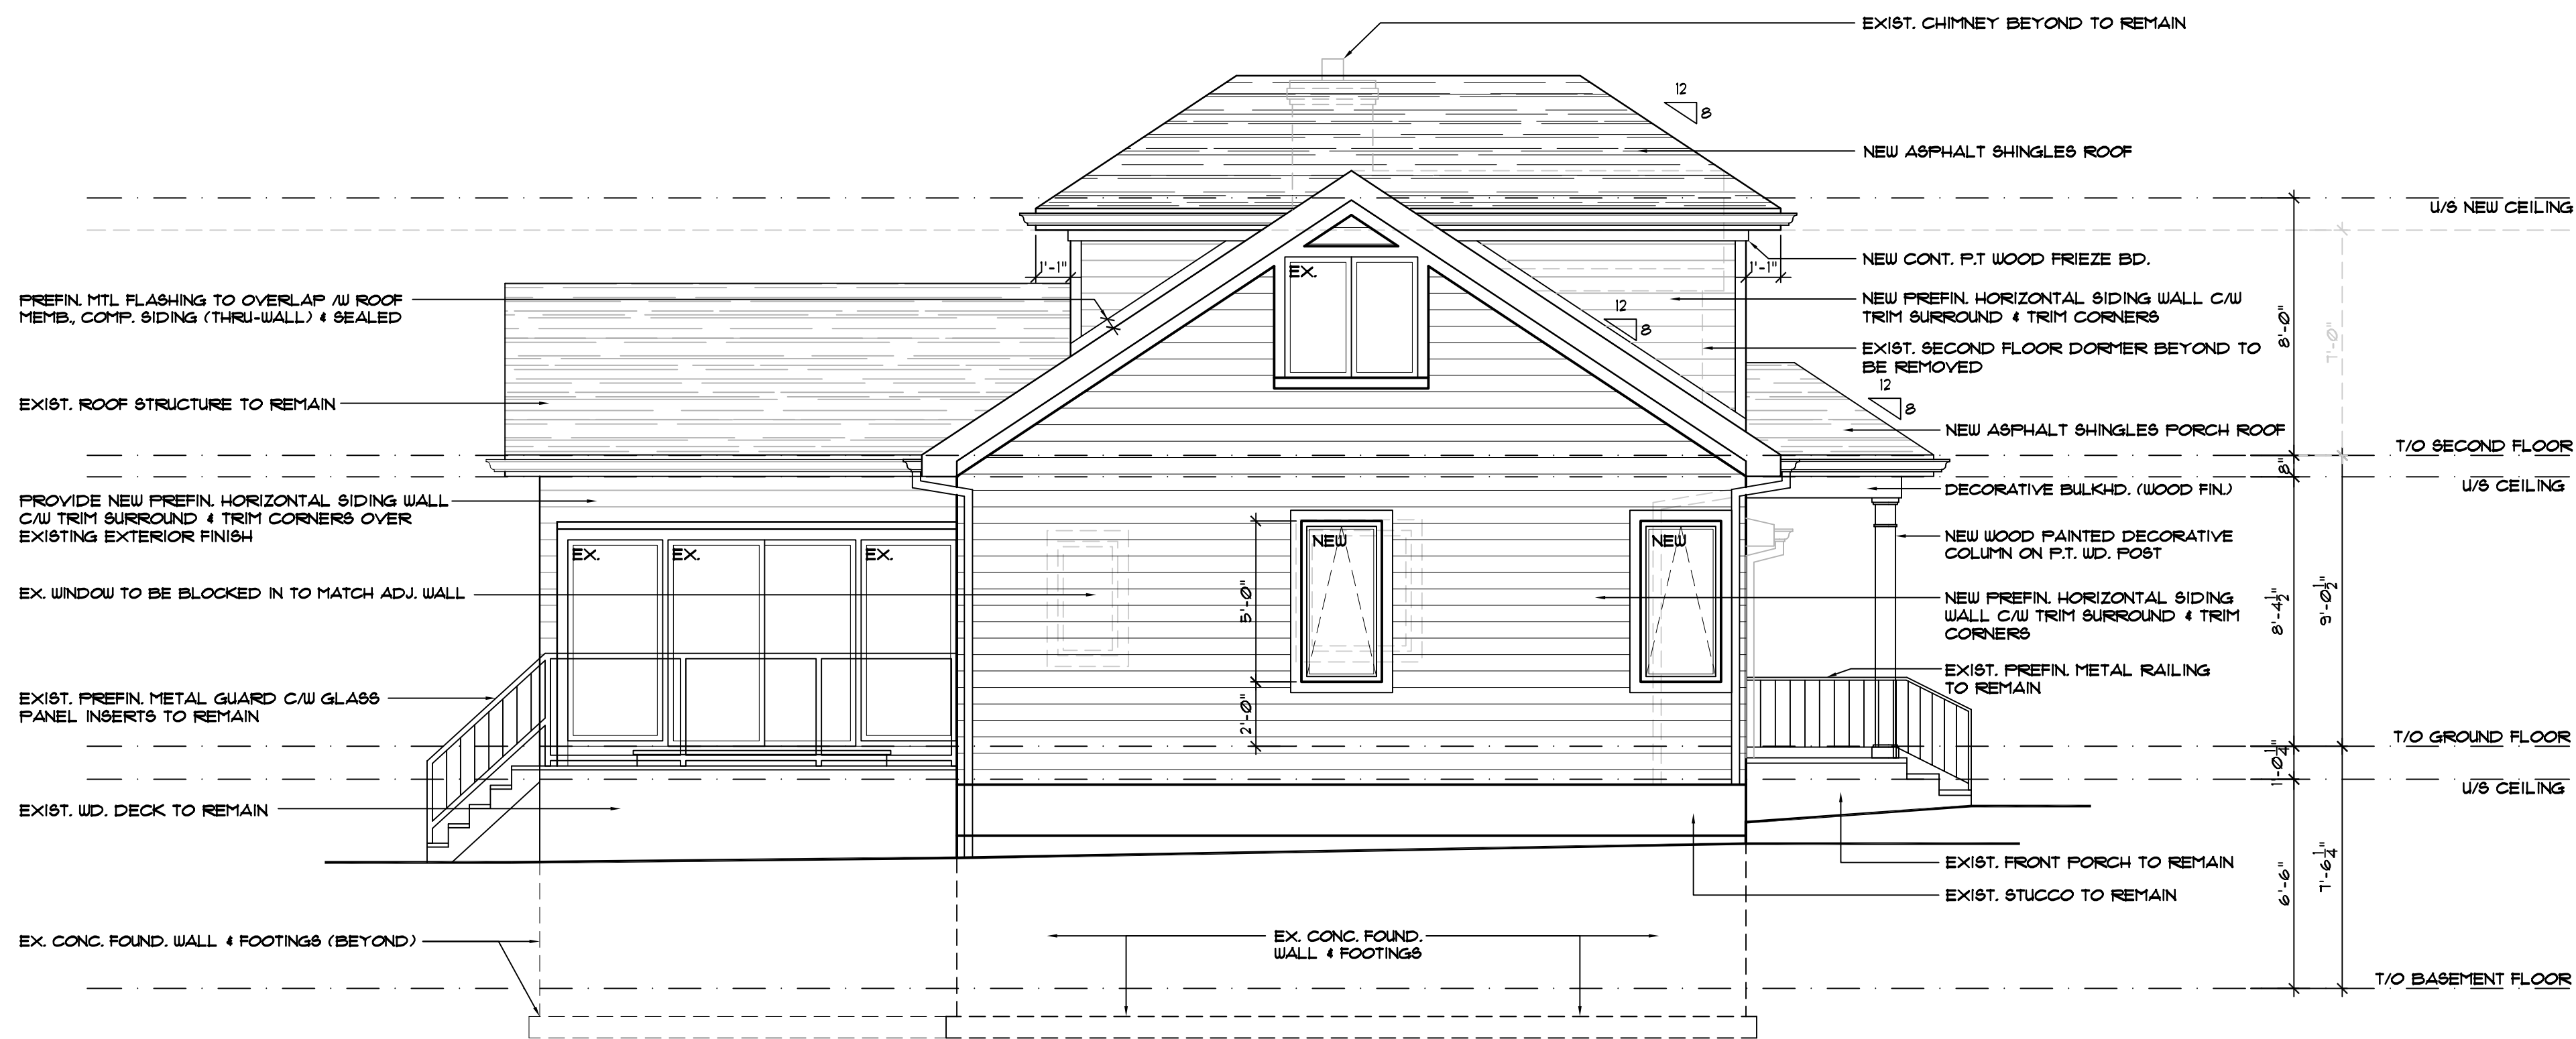 EXIST. CHIMNEY BEYOND TO REMAIN
12
8
NEW ASPHALT SHINGLES ROOF
U/S NEW CEILING
NEW CONT. P.T WOOD FRIEZE BD.
1'-1"
1'-1"
EX.
PREFIN. MTL FLASHING TO OVERLAP /W ROOF
MEMB., COMP. SIDING (THRU-WALL) & SEALED
NEW PREFIN. HORIZONTAL SIDING WALL C/W
TRIM SURROUND & TRIM CORNERS
12
8
8'-0"
7'-0"
EXIST. SECOND FLOOR DORMER BEYOND TO
BE REMOVED
12
8
EXIST. ROOF STRUCTURE TO REMAIN
NEW ASPHALT SHINGLES PORCH ROOF
T/O SECOND FLOOR
8"
U/S CEILING
DECORATIVE BULKHD. (WOOD FIN.)
PROVIDE NEW PREFIN. HORIZONTAL SIDING WALL
C/W TRIM SURROUND & TRIM CORNERS OVER
EXISTING EXTERIOR FINISH
NEW WOOD PAINTED DECORATIVE
COLUMN ON P.T. WD. POST
EX.
EX.
EX.
NEW
NEW
EX. WINDOW TO BE BLOCKED IN TO MATCH ADJ. WALL
5'-0"
NEW PREFIN. HORIZONTAL SIDING
WALL C/W TRIM SURROUND & TRIM
CORNERS
8'-4 1/2"
9'-0 1/2"
EXIST. PREFIN. METAL RAILING
TO REMAIN
EXIST. PREFIN. METAL GUARD C/W GLASS
PANEL INSERTS TO REMAIN
2'-0"
T/O GROUND FLOOR
1'-0 1/4"
U/S CEILING
EXIST. WD. DECK TO REMAIN
EXIST. FRONT PORCH TO REMAIN
EXIST. STUCCO TO REMAIN
6'-6"
7'-6 1/4"
EX. CONC. FOUND. WALL & FOOTINGS (BEYOND)
EX. CONC. FOUND.
WALL & FOOTINGS
T/O BASEMENT FLOOR